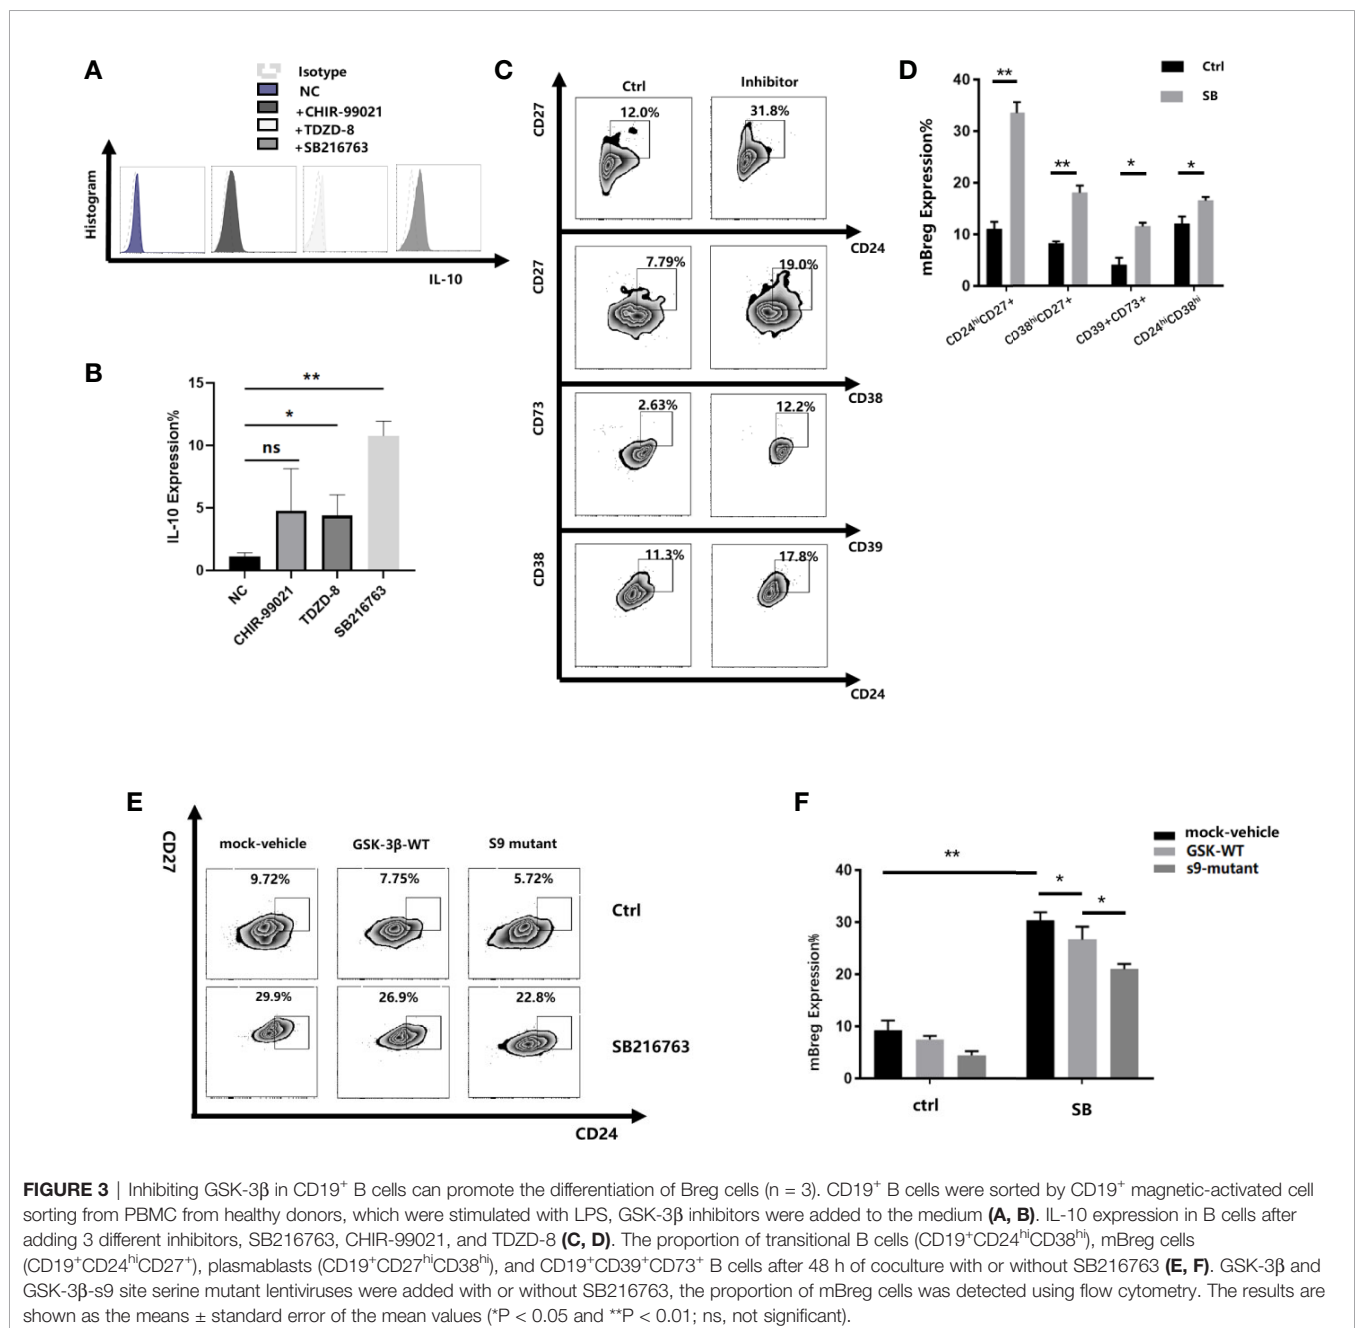 A
Isotype
NC
+CHIR-99021
+TDZD-8
+SB216763
Histogram
IL-10
B
IL-10 Expression%
15
10
5
0
**
*
ns
NC
CHIR-99021
TDZD-8
SB216763
C
Ctrl
Inhibitor
CD27
12.0%
31.8%
CD24
CD27
7.79%
19.0%
CD38
CD73
2.63%
12.2%
CD39
CD38
11.3%
17.8%
CD24
D
Ctrl
SB
mBreg Expression%
40
30
20
10
0
**
**
*
*
CD24hiCD27+
CD38hiCD27+
CD39+CD73+
CD24hiCD38hi
E
CD27
mock-vehicle
GSK-3β-WT
S9 mutant
9.72%
7.75%
5.72%
Ctrl
29.9%
26.9%
22.8%
SB216763
CD24
F
mock-vehicle
GSK-WT
s9-mutant
mBreg Expression%
40
30
20
10
0
**
*
*
ctrl
SB
FIGURE 3 | Inhibiting GSK-3β in CD19+ B cells can promote the differentiation of Breg cells (n = 3). CD19+ B cells were sorted by CD19+ magnetic-activated cell
sorting from PBMC from healthy donors, which were stimulated with LPS, GSK-3β inhibitors were added to the medium (A, B). IL-10 expression in B cells after
adding 3 different inhibitors, SB216763, CHIR-99021, and TDZD-8 (C, D). The proportion of transitional B cells (CD19+CD24hiCD38hi), mBreg cells
(CD19+CD24hiCD27+), plasmablasts (CD19+CD27hiCD38hi), and CD19+CD39+CD73+ B cells after 48 h of coculture with or without SB216763 (E, F). GSK-3β and
GSK-3β-s9 site serine mutant lentiviruses were added with or without SB216763, the proportion of mBreg cells was detected using flow cytometry. The results are
shown as the means ± standard error of the mean values (*P < 0.05 and **P < 0.01; ns, not significant).